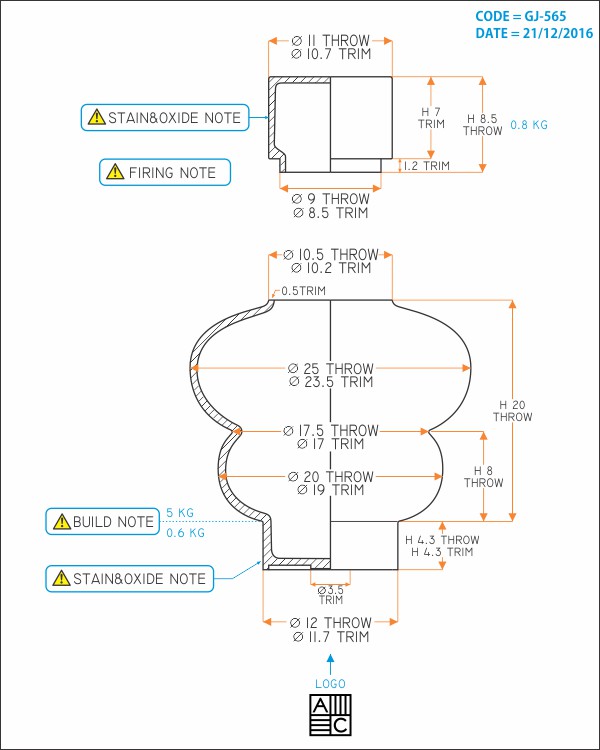 CODE = GJ-565
DATE = 21/12/2016
Ø 11 THROW
Ø 10.7 TRIM
STAIN&OXIDE NOTE
FIRING NOTE
H 7
TRIM
H 8.5
THROW
0.8 KG
1.2 TRIM
Ø 9 THROW
Ø 8.5 TRIM
Ø 10.5 THROW
Ø 10.2 TRIM
0.5TRIM
Ø 25 THROW
Ø 23.5 TRIM
H 20
THROW
Ø 17.5 THROW
Ø 17 TRIM
Ø 20 THROW
Ø 19 TRIM
H 8
THROW
BUILD NOTE
5 KG
0.6 KG
H 4.3 THROW
H 4.3 TRIM
STAIN&OXIDE NOTE
Ø3.5
TRIM
Ø 12 THROW
Ø 11.7 TRIM
LOGO
A
C